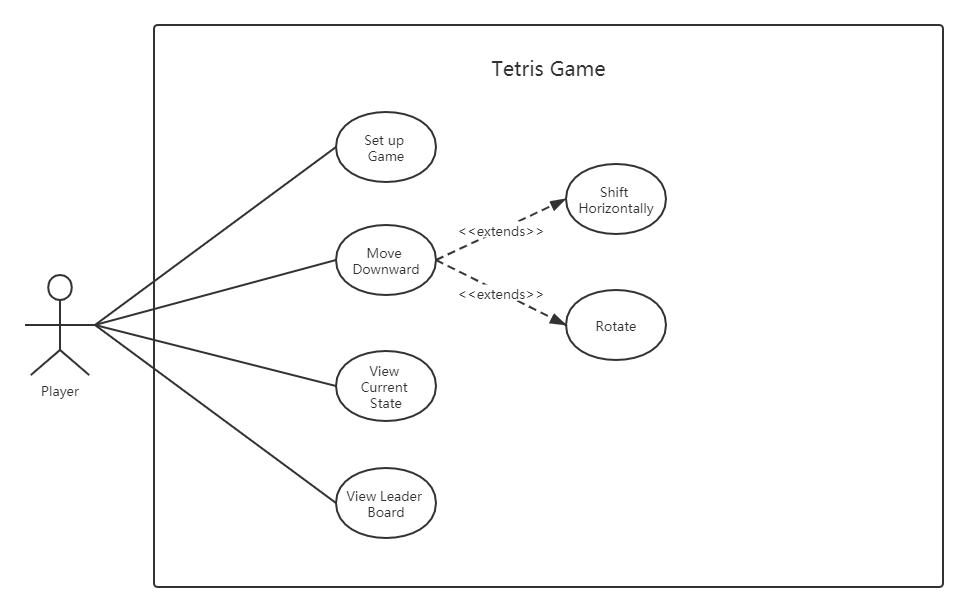 Tetris Game
Set up
Game
Shift
Horizontally
<<extends>>
Move
Downward
<<extends>>
Rotate
View
Current
State
Player
View Leader
Board